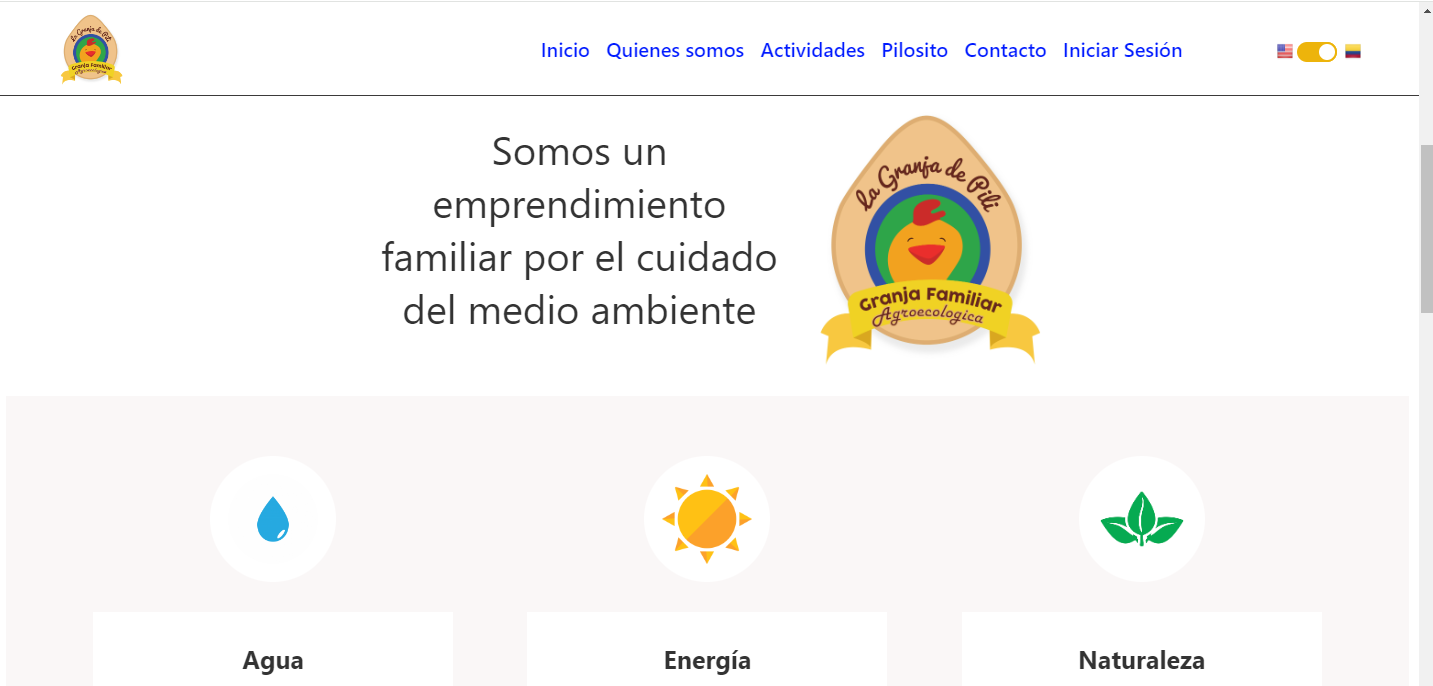 La Granja de Pili
Granja Familiar
Agroecologica
Inicio Quienes somos Actividades Pilosito Contacto Iniciar Sesión
Somos un
emprendimiento
familiar por el cuidado
del medio ambiente
La Granja de Pili
Granja Familiar
Agroecologica
Agua Energía Naturaleza